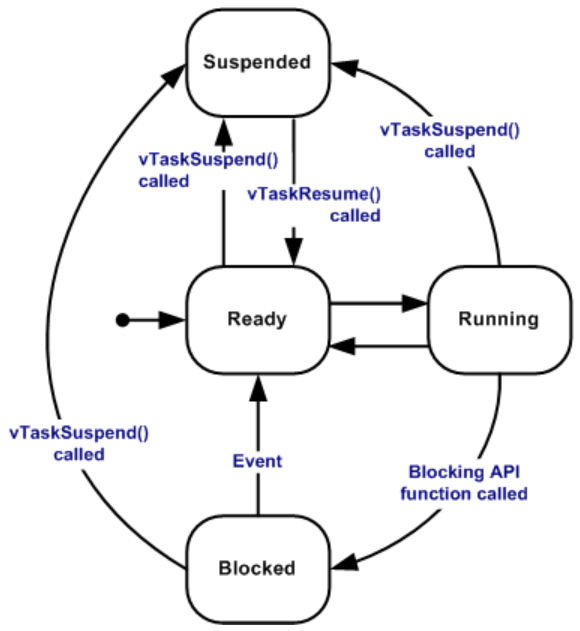 Suspended
vTaskSuspend()
called
vTaskSuspend()
called
vTaskResume()
called
Ready
Running
vTaskSuspend()
called
Event
Blocking API
function called
Blocked